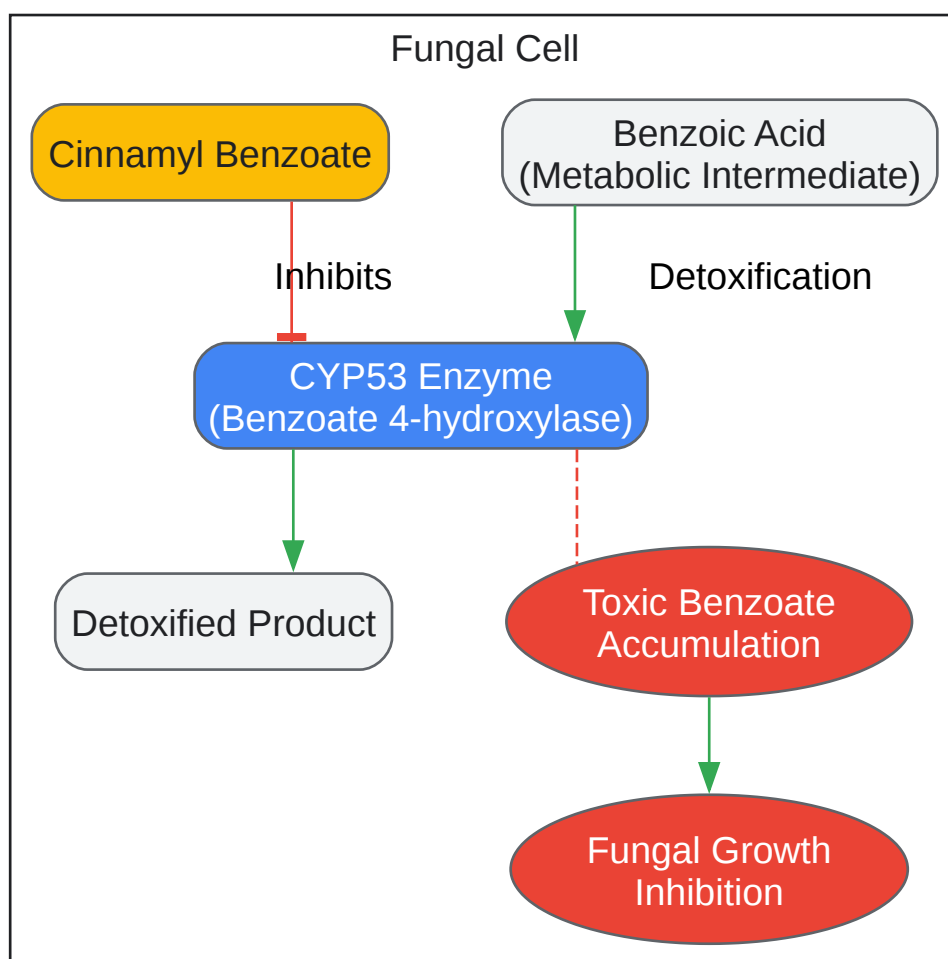 Fungal Cell
Cinnamyl Benzoate
Benzoic Acid
(Metabolic Intermediate)
Inhibits
Detoxification
CYP53 Enzyme
(Benzoate 4-hydroxylase)
Detoxified Product
Toxic Benzoate
Accumulation
Fungal Growth
Inhibition